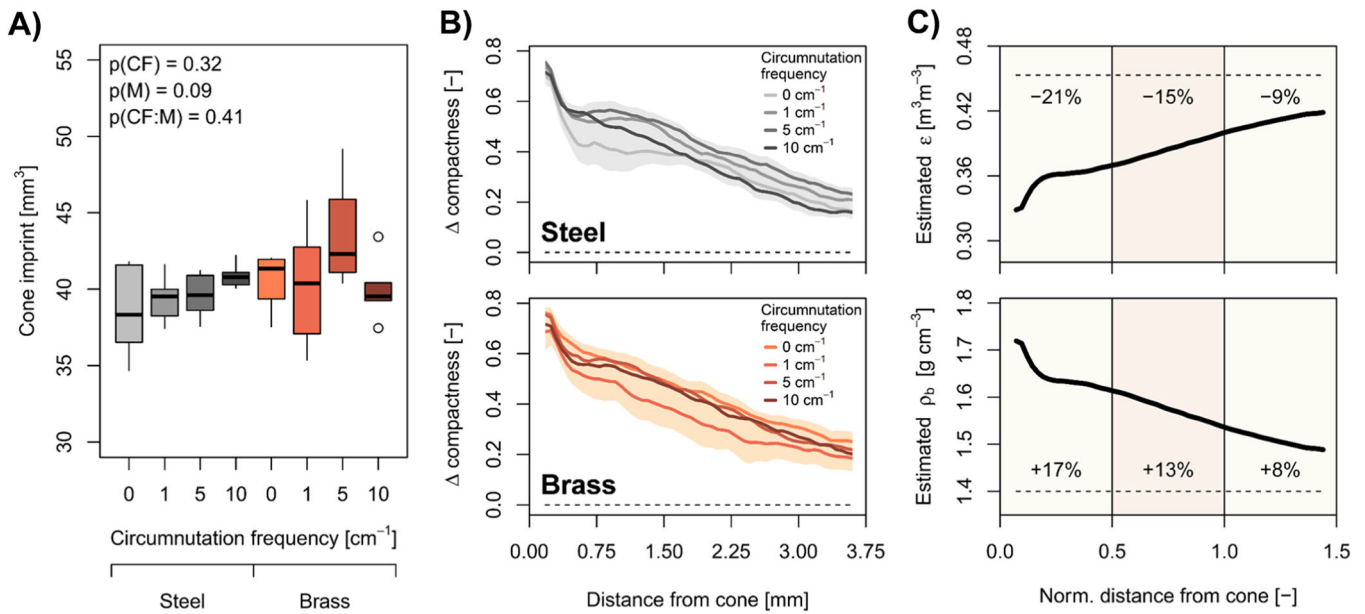 A)
p(CF) = 0.32
p(M) = 0.09
p(CF:M) = 0.41
Cone imprint [mm³]
55
50
45
40
35
30
0 1 5 10 0 1 5 10
Circumnutation frequency [cm⁻¹]
Steel Brass
B)
Δ compactness [−]
0.8
0.6
0.4
0.2
0.0
Circumnutation
frequency
0 cm⁻¹
1 cm⁻¹
5 cm⁻¹
10 cm⁻¹
Steel
Δ compactness [−]
0.8
0.6
0.4
0.2
0.0
Circumnutation
frequency
0 cm⁻¹
1 cm⁻¹
5 cm⁻¹
10 cm⁻¹
Brass
0.00 0.75 1.50 2.25 3.00 3.75
Distance from cone [mm]
C)
Estimated ε [m³m⁻³]
0.48
0.42
0.36
0.30
−21% −15% −9%
Estimated ρb [g cm⁻³]
1.8
1.7
1.6
1.5
1.4
+17% +13% +8%
0.0 0.5 1.0 1.5
Norm. distance from cone [−]